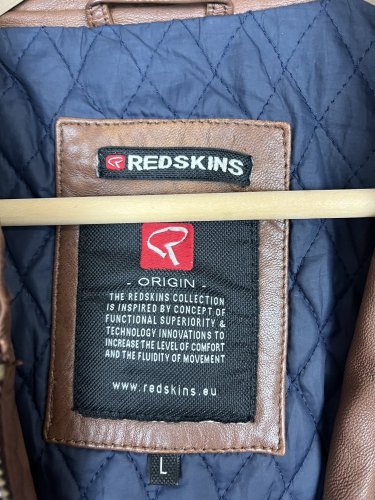 REDSKINS
- ORIGIN -
THE REDSKINS COLLECTION
IS INSPIRED BY CONCEPT OF
FUNCTIONAL SUPERIORITY &
TECHNOLOGY INNOVATIONS TO
INCREASE THE LEVEL OF COMFORT
AND THE FLUIDITY OF MOVEMENT
www.redskins.eu
L